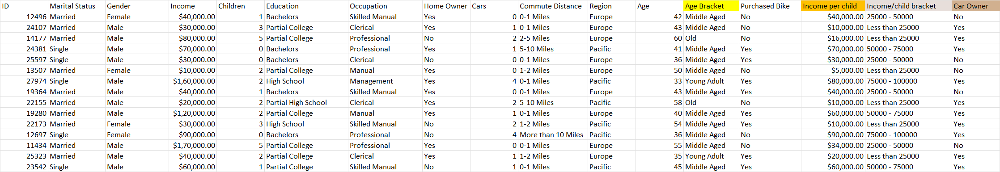 ID Marital Status Gender Income Children Education Occupation Home Owner Cars Commute Distance Region Age Age Bracket Purchased Bike Income per child Income/child bracket Car Owner
12496 Married Female $40,000.00 1 Bachelors Skilled Manual Yes 0 0-1 Miles Europe 42 Middle Aged No $40,000.00 25000 - 50000 No
24107 Married Male $30,000.00 3 Partial College Clerical Yes 1 0-1 Miles Europe 43 Middle Aged No $10,000.00 Less than 25000 Yes
14177 Married Male $80,000.00 5 Partial College Professional No 2 2-5 Miles Europe 60 Old No $16,000.00 Less than 25000 Yes
24381 Single Male $70,000.00 0 Bachelors Professional Yes 1 5-10 Miles Pacific 41 Middle Aged Yes $70,000.00 50000 - 75000 Yes
25597 Single Male $30,000.00 0 Bachelors Clerical No 0 0-1 Miles Europe 36 Middle Aged Yes $30,000.00 25000 - 50000 No
13507 Married Female $10,000.00 2 Partial College Manual Yes 0 1-2 Miles Europe 50 Middle Aged No $5,000.00 Less than 25000 No
27974 Single Male $1,60,000.00 2 High School Management Yes 4 0-1 Miles Pacific 33 Young Adult Yes $80,000.00 75000 - 100000 Yes
19364 Married Male $40,000.00 1 Bachelors Skilled Manual Yes 0 0-1 Miles Europe 43 Middle Aged Yes $40,000.00 25000 - 50000 No
22155 Married Male $20,000.00 2 Partial High School Clerical Yes 2 5-10 Miles Pacific 58 Old No $10,000.00 Less than 25000 Yes
19280 Married Male $1,20,000.00 2 Partial College Manual Yes 1 0-1 Miles Europe 40 Middle Aged Yes $60,000.00 50000 - 75000 Yes
22173 Married Female $30,000.00 3 High School Skilled Manual No 2 1-2 Miles Pacific 54 Middle Aged Yes $10,000.00 Less than 25000 Yes
12697 Single Female $90,000.00 0 Bachelors Professional No 4 More than 10 Miles Pacific 36 Middle Aged No $90,000.00 75000 - 100000 Yes
11434 Married Male $1,70,000.00 5 Partial College Professional Yes 0 0-1 Miles Europe 55 Middle Aged No $34,000.00 25000 - 50000 No
25323 Married Male $40,000.00 2 Partial College Clerical Yes 1 1-2 Miles Europe 35 Young Adult Yes $20,000.00 Less than 25000 Yes
23542 Single Male $60,000.00 1 Partial College Skilled Manual No 1 0-1 Miles Pacific 45 Middle Aged Yes $60,000.00 50000 - 75000 Yes